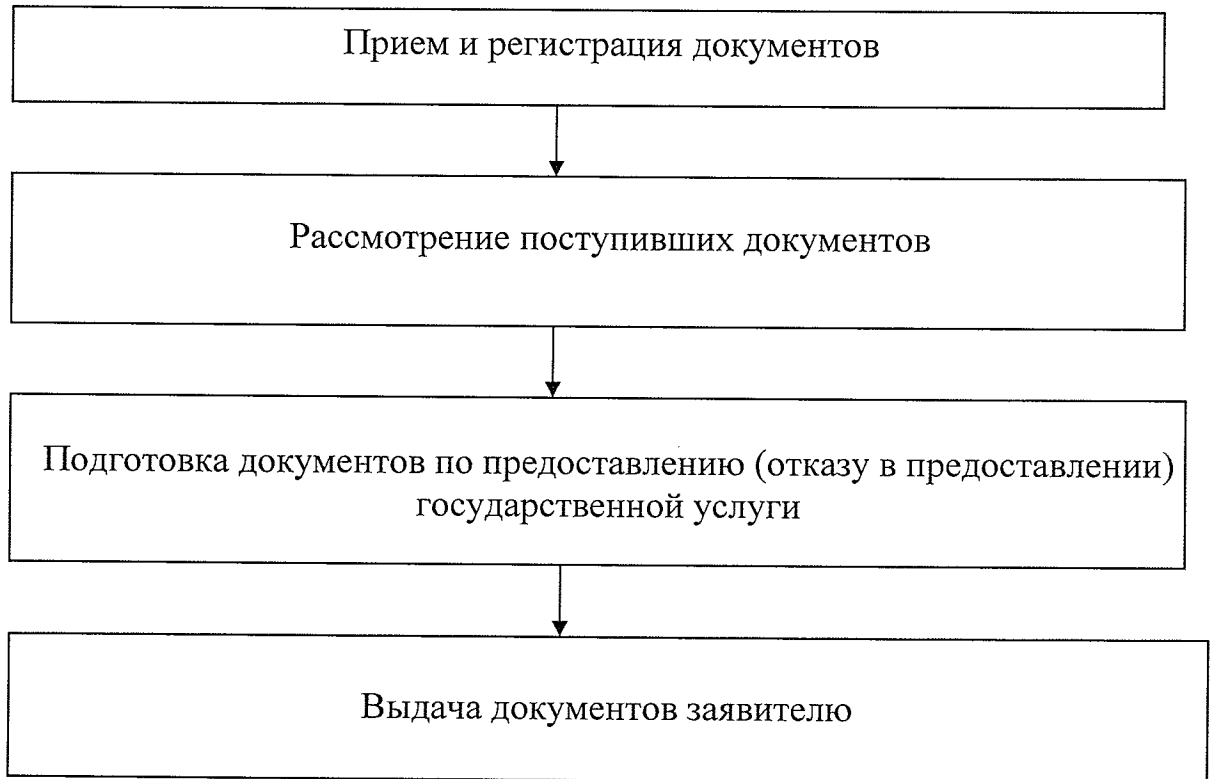 Прием и регистрация документов
Рассмотрение поступивших документов
Подготовка документов по предоставлению (отказу в предоставлении)
государственной услуги
Выдача документов заявителю